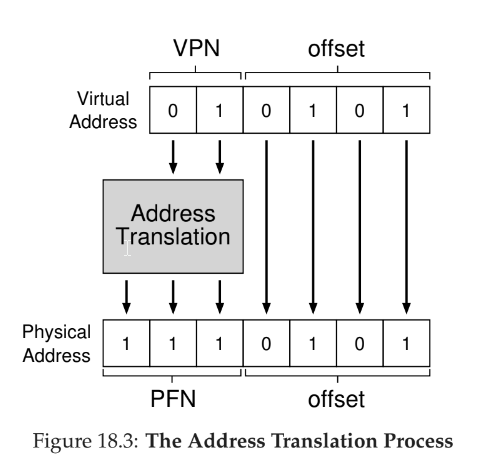 VPN offset
Virtual
Address
0 1 0 1 0 1
Address
Translation
Physical
Address
1 1 1 0 1 0 1
PFN offset
Figure 18.3: The Address Translation Process